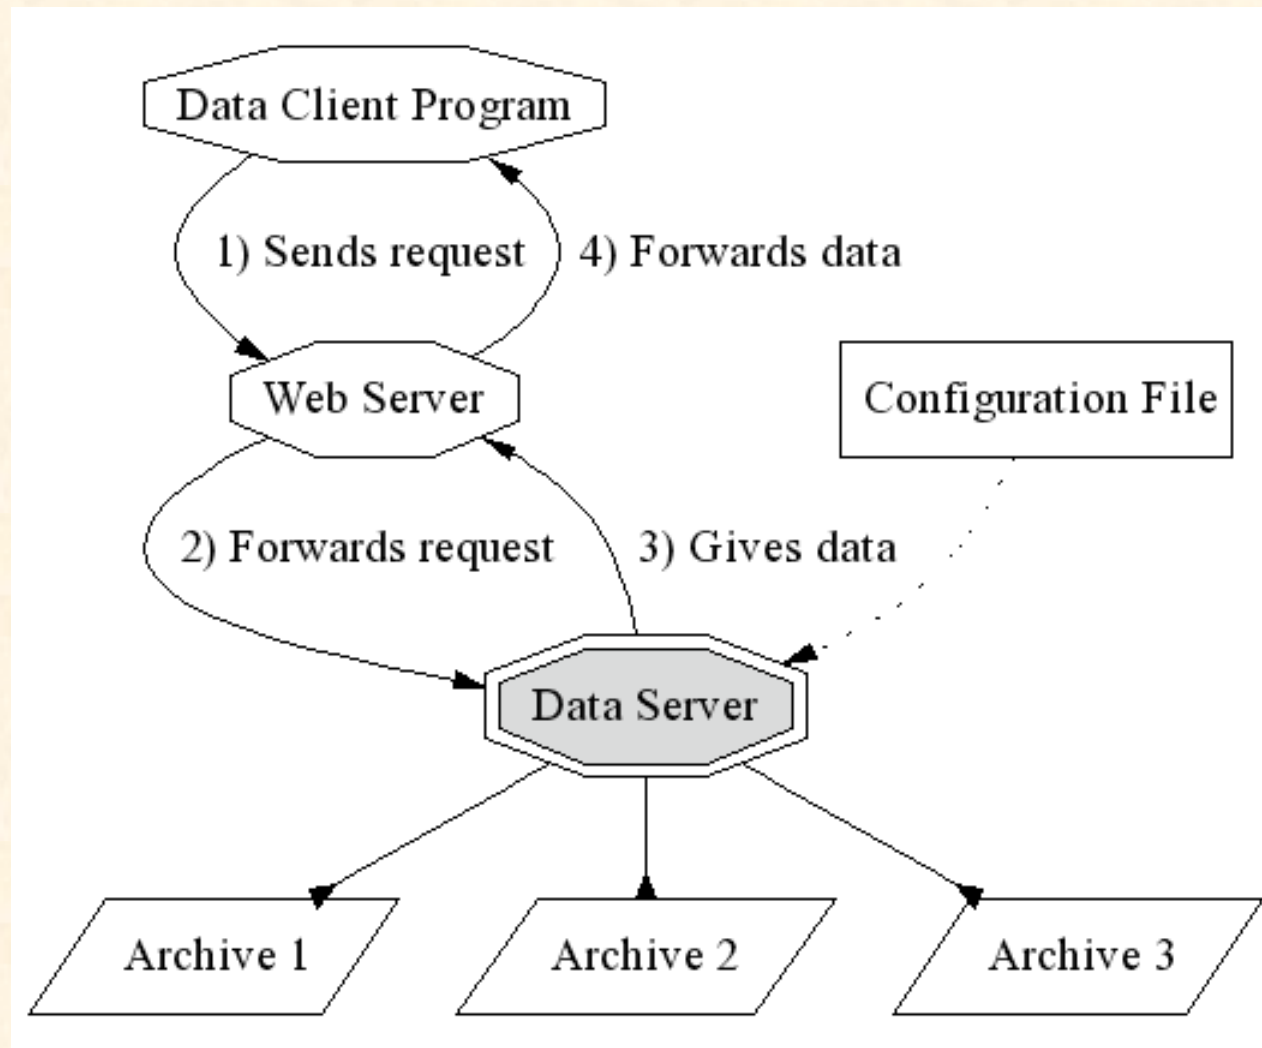 Data Client Program
1) Sends request
4) Forwards data
Web Server
Configuration File
2) Forwards request
3) Gives data
Data Server
Archive 1
Archive 2
Archive 3